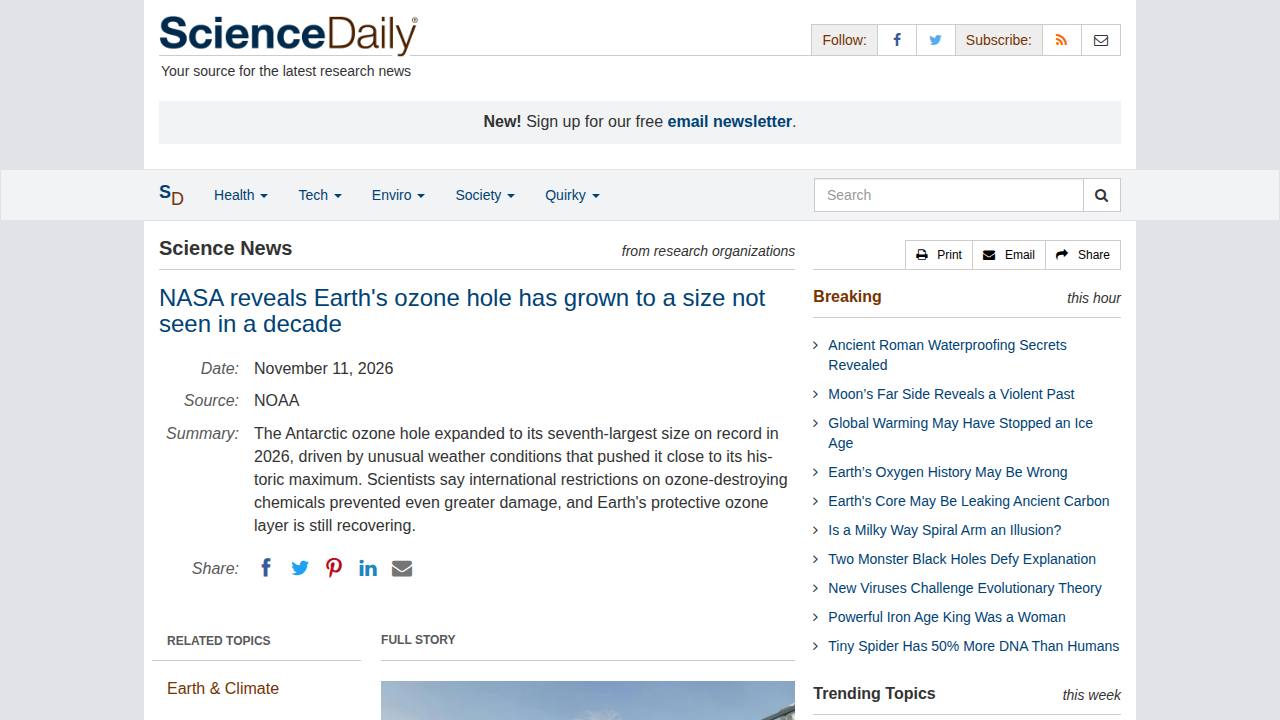 ScienceDaily®
Your source for the latest research news
Follow:
Subscribe:
New! Sign up for our free email newsletter.
SD
Health
Tech
Enviro
Society
Quirky
Search
Science News
from research organizations
NASA reveals Earth's ozone hole has grown to a size not
seen in a decade
Date: November 11, 2026
Source: NOAA
Summary: The Antarctic ozone hole expanded to its seventh-largest size on record in
2026, driven by unusual weather conditions that pushed it close to its his-
toric maximum. Scientists say international restrictions on ozone-destroying
chemicals prevented even greater damage, and Earth's protective ozone
layer is still recovering.
Share:
RELATED TOPICS
Earth & Climate
FULL STORY
Print
Email
Share
Breaking
this hour
Ancient Roman Waterproofing Secrets
Revealed
Moon's Far Side Reveals a Violent Past
Global Warming May Have Stopped an Ice
Age
Earth's Oxygen History May Be Wrong
Earth's Core May Be Leaking Ancient Carbon
Is a Milky Way Spiral Arm an Illusion?
Two Monster Black Holes Defy Explanation
New Viruses Challenge Evolutionary Theory
Powerful Iron Age King Was a Woman
Tiny Spider Has 50% More DNA Than Humans
Trending Topics
this week